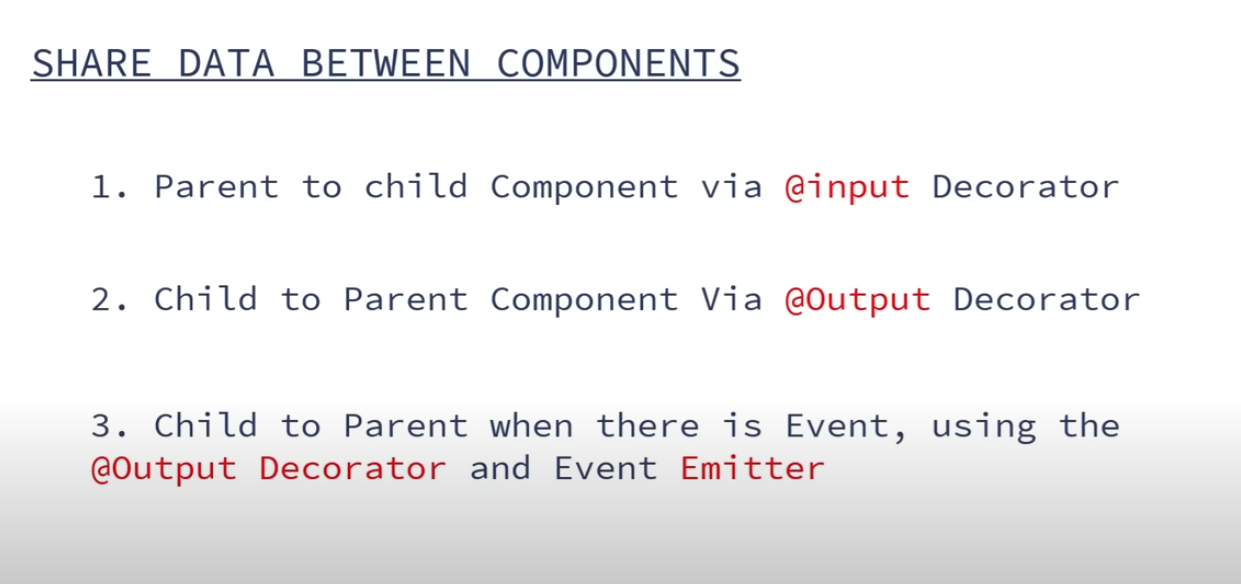 SHARE DATA BETWEEN COMPONENTS
1. Parent to child Component via @input Decorator
2. Child to Parent Component Via @Output Decorator
3. Child to Parent when there is Event, using the
@Output Decorator and Event Emitter